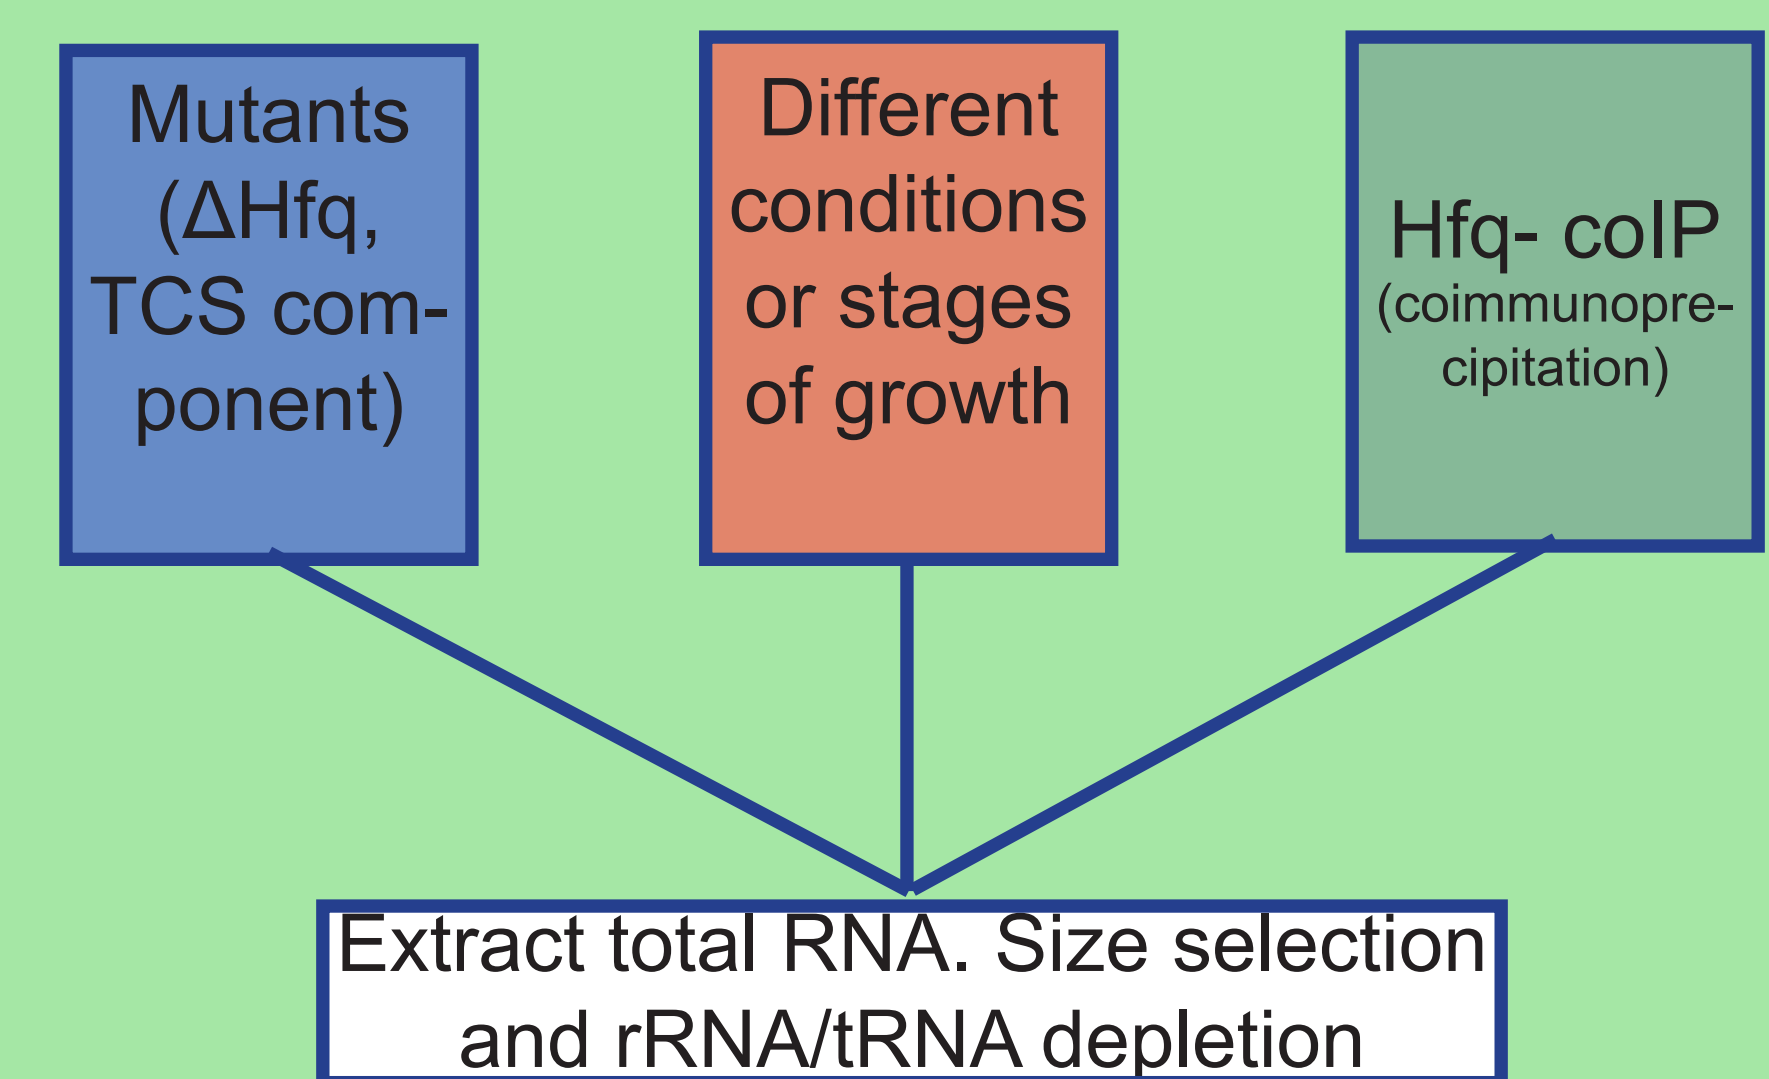 Mutants
(ΔHfq,
TCS com-
ponent)
Different
conditions
or stages
of growth
Hfq- coIP
(coimmunopre-
cipitation)
Extract total RNA. Size selection
and rRNA/tRNA depletion